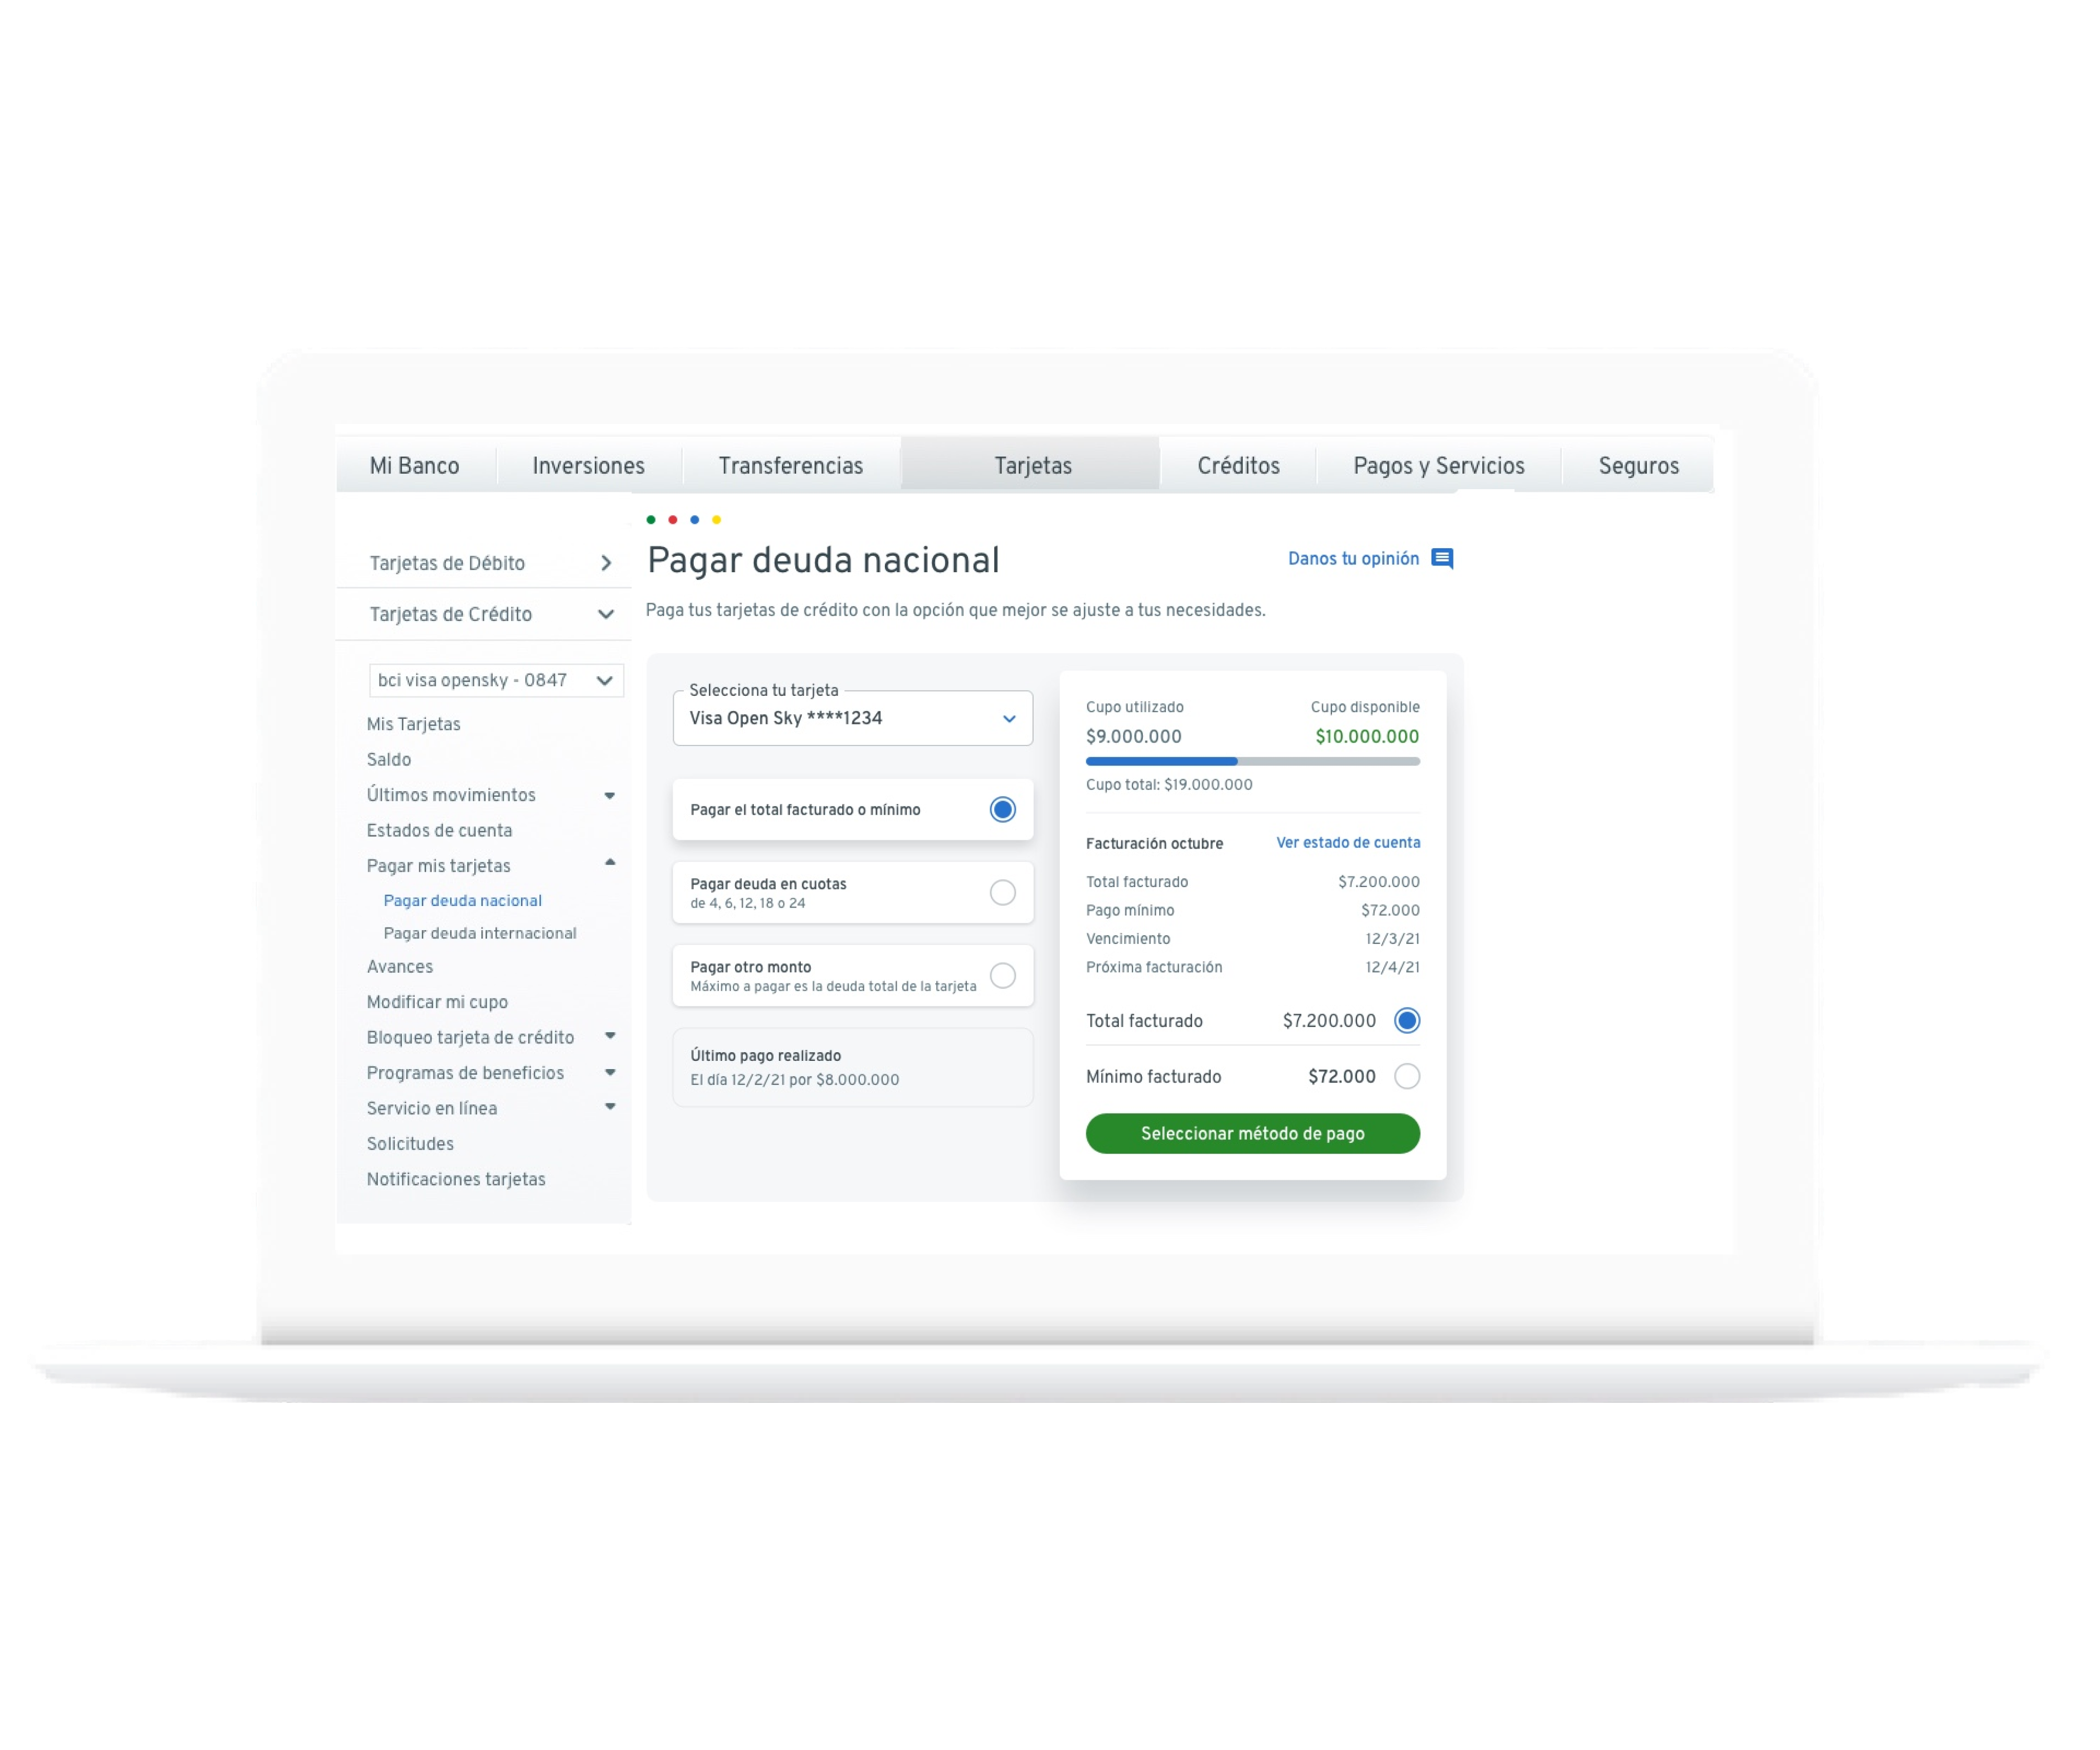 Mi Banco
Inversiones
Transferencias
Tarjetas
Créditos
Pagos y Servicios
Seguros
Tarjetas de Débito
Tarjetas de Crédito
bci visa opensky - 0847
Mis Tarjetas
Saldo
Últimos movimientos
Estados de cuenta
Pagar mis tarjetas
Pagar deuda nacional
Pagar deuda internacional
Avances
Modificar mi cupo
Bloqueo tarjeta de crédito
Programas de beneficios
Servicio en línea
Solicitudes
Notificaciones tarjetas
Pagar deuda nacional
Danos tu opinión
Paga tus tarjetas de crédito con la opción que mejor se ajuste a tus necesidades.
Selecciona tu tarjeta
Visa Open Sky ****1234
Pagar el total facturado o mínimo
Pagar deuda en cuotas
de 4, 6, 12, 18 o 24
Pagar otro monto
Máximo a pagar es la deuda total de la tarjeta
Último pago realizado
El día 12/2/21 por $8.000.000
Cupo utilizado Cupo disponible
$9.000.000 $10.000.000
Cupo total: $19.000.000
Facturación octubre Ver estado de cuenta
Total facturado $7.200.000
Pago mínimo $72.000
Vencimiento 12/3/21
Próxima facturación 12/4/21
Total facturado $7.200.000
Mínimo facturado $72.000
Seleccionar método de pago